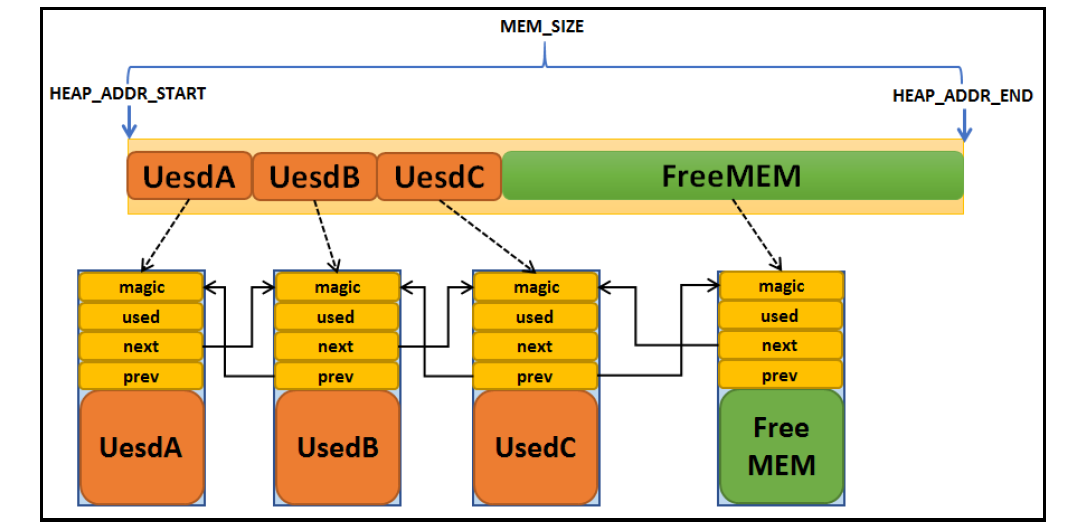 MEM_SIZE
HEAP_ADDR_START
HEAP_ADDR_END
UesdA UesdB UesdC FreeMEM
magic magic magic magic
used used used used
next next next next
prev prev prev prev
UesdA UsedB UsedC Free
MEM